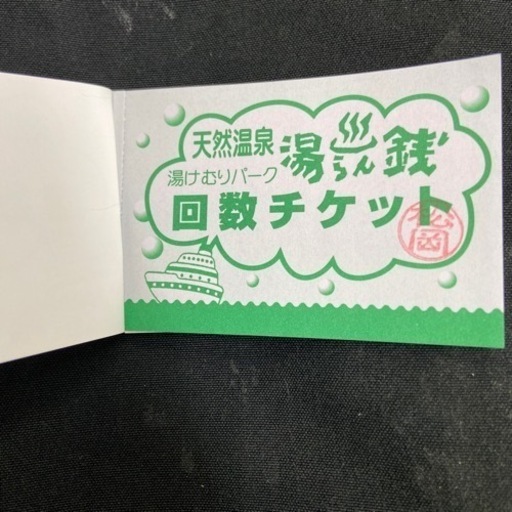 天然温泉
湯らん銭
湯けむりパーク
回数チケット